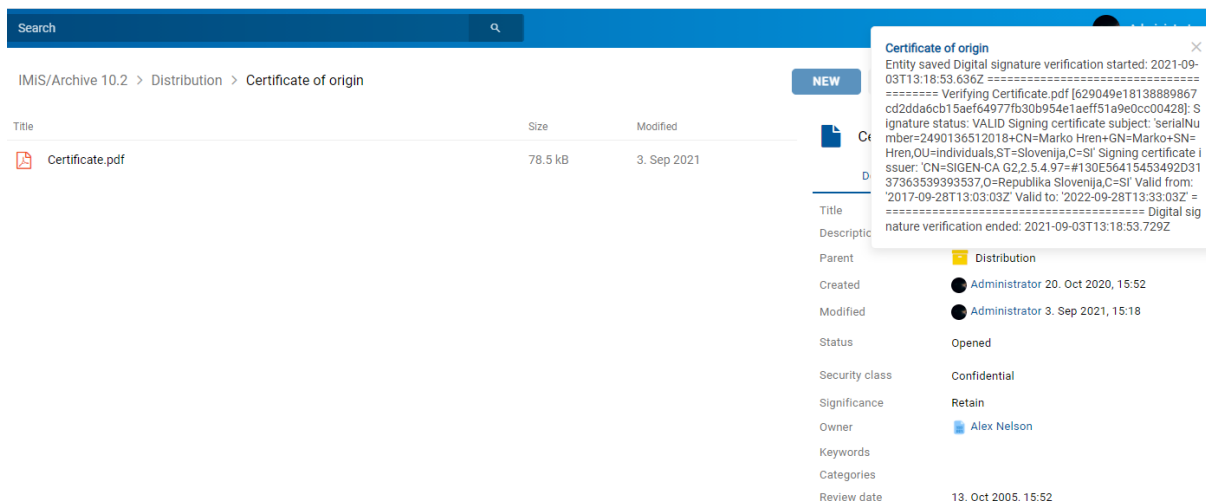 Search
IMiS/Archive 10.2 > Distribution > Certificate of origin
NEW
Title Size Modified
Certificate.pdf 78.5 kB 3. Sep 2021
Certificate of origin
Entity saved Digital signature verification started: 2021-09-
03T13:18:53.636Z ================================
======== Verifying Certificate.pdf [629049e18138889867
cd2dda6cb15aef64977fb30b954e1aeff51a9e0cc00428]: S
ignature status: VALID Signing certificate subject: 'serialNu
mber=2490136512018+CN=Marko Hren+GN=Marko+SN=
Hren,OU=individuals,ST=Slovenija,C=SI' Signing certificate i
ssuer: 'CN=SIGEN-CA G2,2.5.4.97=#130E56415453492D31
37363539393537,O=Republika Slovenija,C=SI' Valid from:
'2017-09-28T13:03:03Z' Valid to: '2022-09-28T13:33:03Z' =
======================================= Digital sig
nature verification ended: 2021-09-03T13:18:53.729Z
Title
Parent Distribution
Created Administrator 20. Oct 2020, 15:52
Modified Administrator 3. Sep 2021, 15:18
Status Opened
Security class Confidential
Significance Retain
Owner Alex Nelson
Keywords
Categories
Review date 13. Oct 2005, 15:52